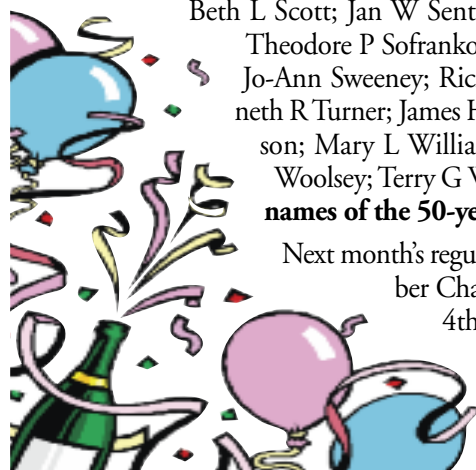 Beth L Scott; Jan W Sent
Theodore P Sofranko
Jo-Ann Sweeney; Ric
neth R Turner; James H
son; Mary L Willia
Woolsey; Terry G
names of the 50-ye
Next month's regu
ber Cha
4th